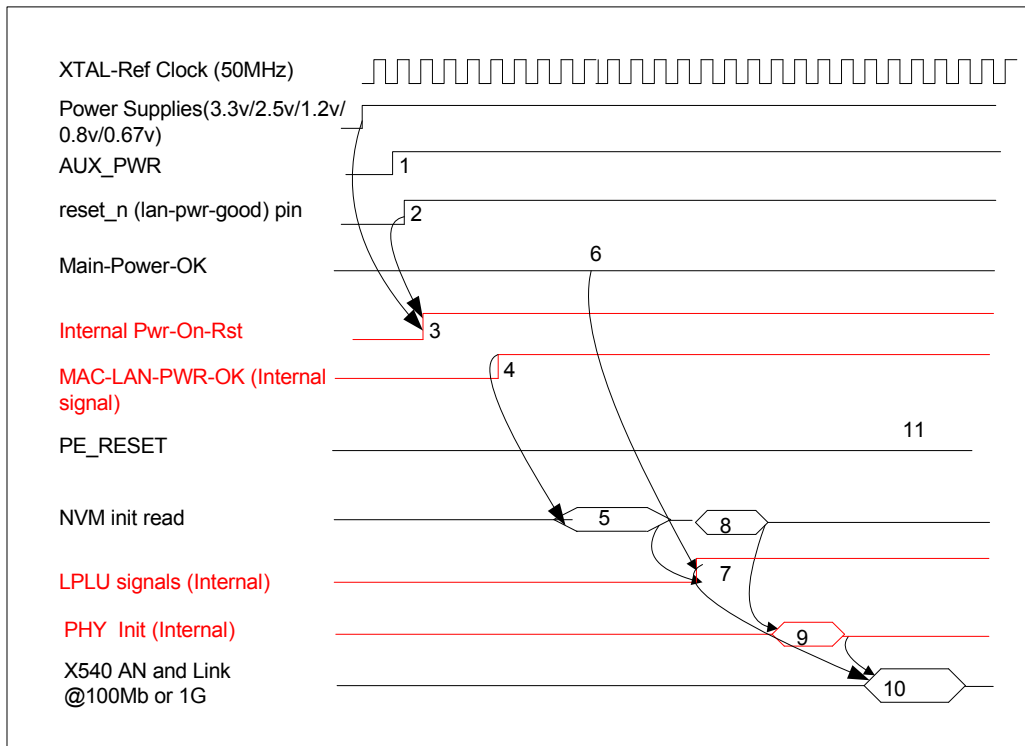 XTAL-Ref Clock (50MHz)
Power Supplies(3.3v/2.5v/1.2v/
0.8v/0.67v)
AUX_PWR
1
reset_n (lan-pwr-good) pin
2
Main-Power-OK
6
Internal Pwr-On-Rst
3
MAC-LAN-PWR-OK (Internal
signal)
4
PE_RESET
11
NVM init read
5
8
LPLU signals (Internal)
7
PHY Init (Internal)
9
X540 AN and Link
@100Mb or 1G
10